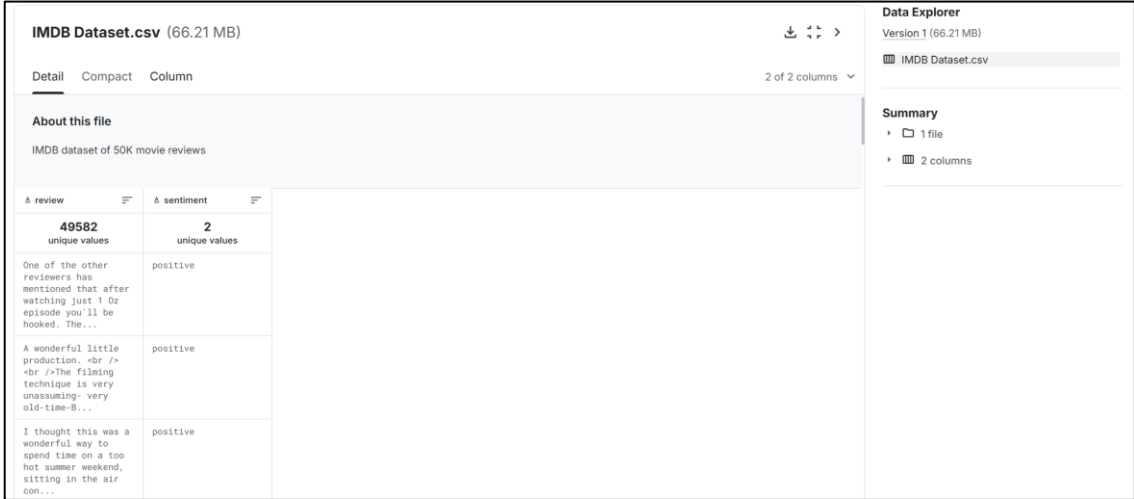 IMDB Dataset.csv (66.21 MB)
Detail Compact Column
2 of 2 columns
About this file
IMDB dataset of 50K movie reviews
review
sentiment
49582
unique values
2
unique values
One of the other
reviewers has
mentioned that after
watching just 1 Oz
episode you'll be
hooked. The...
positive
A wonderful little
production. <br />
<br />The filming
technique is very
unassuming- very
old-time-B...
positive
I thought this was a
wonderful way to
spend time on a too
hot summer weekend,
sitting in the air
con...
positive
Data Explorer
Version 1 (66.21 MB)
IMDB Dataset.csv
Summary
1 file
2 columns